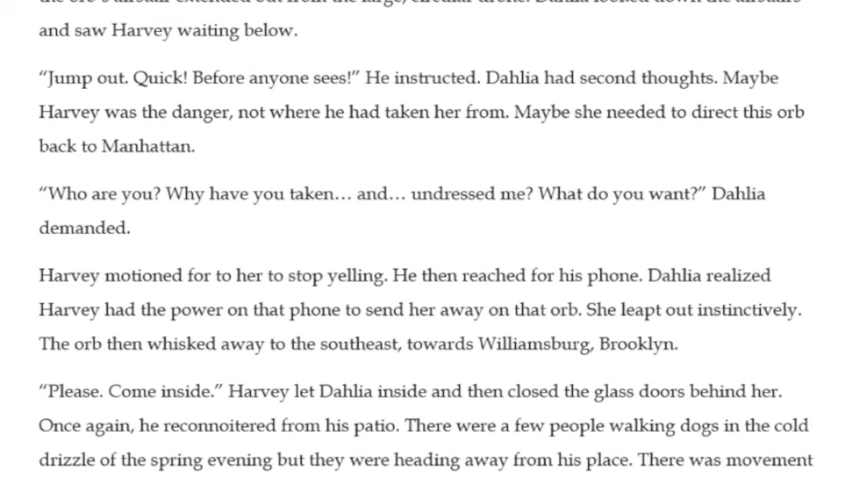 and saw Harvey waiting below.
“Jump out. Quick! Before anyone sees!” He instructed. Dahlia had second thoughts. Maybe
Harvey was the danger, not where he had taken her from. Maybe she needed to direct this orb
back to Manhattan.
“Who are you? Why have you taken… and… undressed me? What do you want?” Dahlia
demanded.
Harvey motioned for to her to stop yelling. He then reached for his phone. Dahlia realized
Harvey had the power on that phone to send her away on that orb. She leapt out instinctively.
The orb then whisked away to the southeast, towards Williamsburg, Brooklyn.
“Please. Come inside.” Harvey let Dahlia inside and then closed the glass doors behind her.
Once again, he reconnoitered from his patio. There were a few people walking dogs in the cold
drizzle of the spring evening but they were heading away from his place. There was movement